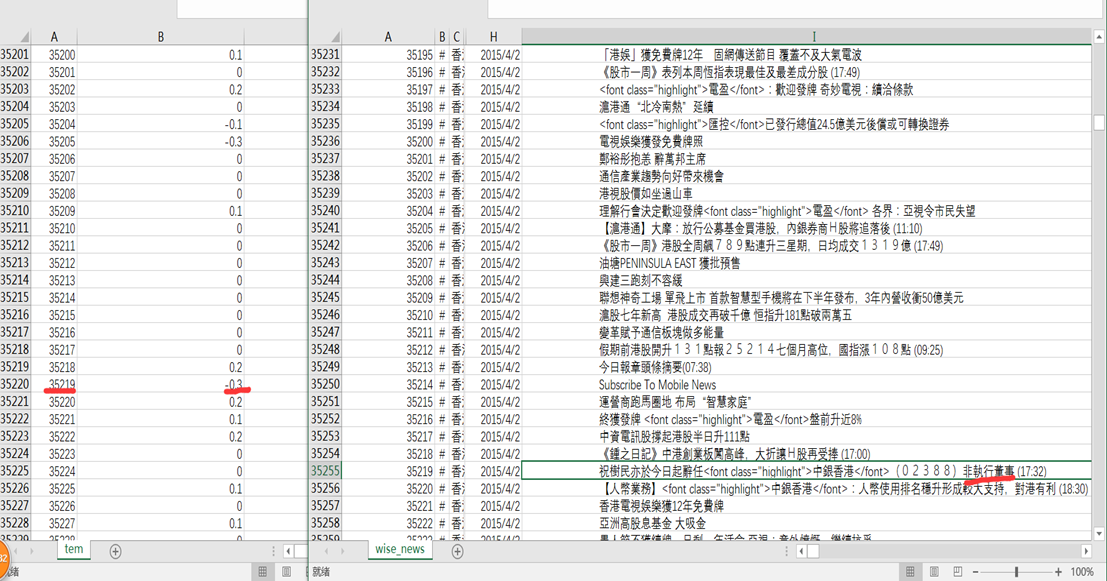 A B
35201 35200 0.1
35202 35201 0
35203 35202 0.2
35204 35203 0
35205 35204 -0.1
35206 35205 -0.3
35207 35206 0
35208 35207 0
35209 35208 0
35210 35209 0.1
35211 35210 0
35212 35211 0
35213 35212 0
35214 35213 0
35215 35214 0
35216 35215 0
35217 35216 0
35218 35217 0
35219 35218 0.2
35220 35219 -0.3
35221 35220 0.2
35222 35221 0.1
35223 35222 0.2
35224 35223 0
35225 35224 0
35226 35225 0.1
35227 35226 0
35228 35227 0.1
tem
A B C H I
35231 35195 # 香 2015/4/2 「港娛」獲免費牌12年 固網傳送節目 覆蓋不及大氣電波
35232 35196 # 香 2015/4/2 《股市一周》表列本周恆指表現最佳及最差成分股 (17:49)
35233 35197 # 香 2015/4/2 <font class="highlight">電盈</font>：歡迎發牌 奇妙電視：續洽條款
35234 35198 # 香 2015/4/2 滬港通“北冷南熱”延續
35235 35199 # 香 2015/4/2 <font class="highlight">匯控</font>已發行總值24.5億美元後償或可轉換證券
35236 35200 # 香 2015/4/2 電視娛樂獲發免費牌照
35237 35201 # 香 2015/4/2 鄭裕彤抱恙 辭萬邦主席
35238 35202 # 香 2015/4/2 通信產業趨勢向好帶來機會
35239 35203 # 香 2015/4/2 港視股價如坐過山車
35240 35204 # 香 2015/4/2 理解行會決定歡迎發牌<font class="highlight">電盈</font> 各界：亞視令市民失望
35241 35205 # 香 2015/4/2 【滬港通】大摩：放行公募基金買港股，內銀券商Ｈ股將追落後 (11:10)
35242 35206 # 香 2015/4/2 《股市一周》港股全周飆７８９點連升三星期，日均成交１３１９億 (17:49)
35243 35207 # 香 2015/4/2 油塘PENINSULA EAST 獲批預售
35244 35208 # 香 2015/4/2 興建三跑刻不容緩
35245 35209 # 香 2015/4/2 聯想神奇工場 單飛上市 首款智慧型手機將在下半年發布，3年內營收衝50億美元
35246 35210 # 香 2015/4/2 滬股七年新高 港股成交再破千億 恒指升181點破兩萬五
35247 35211 # 香 2015/4/2 變革賦予通信板塊做多能量
35248 35212 # 香 2015/4/2 假期前港股開升１３１點報２５２１４七個月高位，國指漲１０８點 (09:25)
35249 35213 # 香 2015/4/2 今日報章頭條摘要(07:38)
35250 35214 # 香 2015/4/2 Subscribe To Mobile News
35251 35215 # 香 2015/4/2 運營商跑馬圈地 布局“智慧家庭”
35252 35216 # 香 2015/4/2 終獲發牌 <font class="highlight">電盈</font>盤前升近8%
35253 35217 # 香 2015/4/2 中資電訊股撐起港股半日升111點
35254 35218 # 香 2015/4/2 《鍾之日記》中港創業板闖高峰，大拆讓Ｈ股再受捧 (17:00)
35255 35219 # 香 2015/4/2 祝樹民亦於今日起辭任<font class="highlight">中銀香港</font>（０２３８８）非執行董事 (17:32)
35256 35220 # 香 2015/4/2 【人幣業務】<font class="highlight">中銀香港</font>：人幣使用排名穩升形成較大支持，對港有利 (18:30)
35257 35221 # 香 2015/4/2 香港電視娛樂獲12年免費牌
35258 35222 # 香 2015/4/2 亞洲高股息基金 大吸金
wise_news
就緒
100%